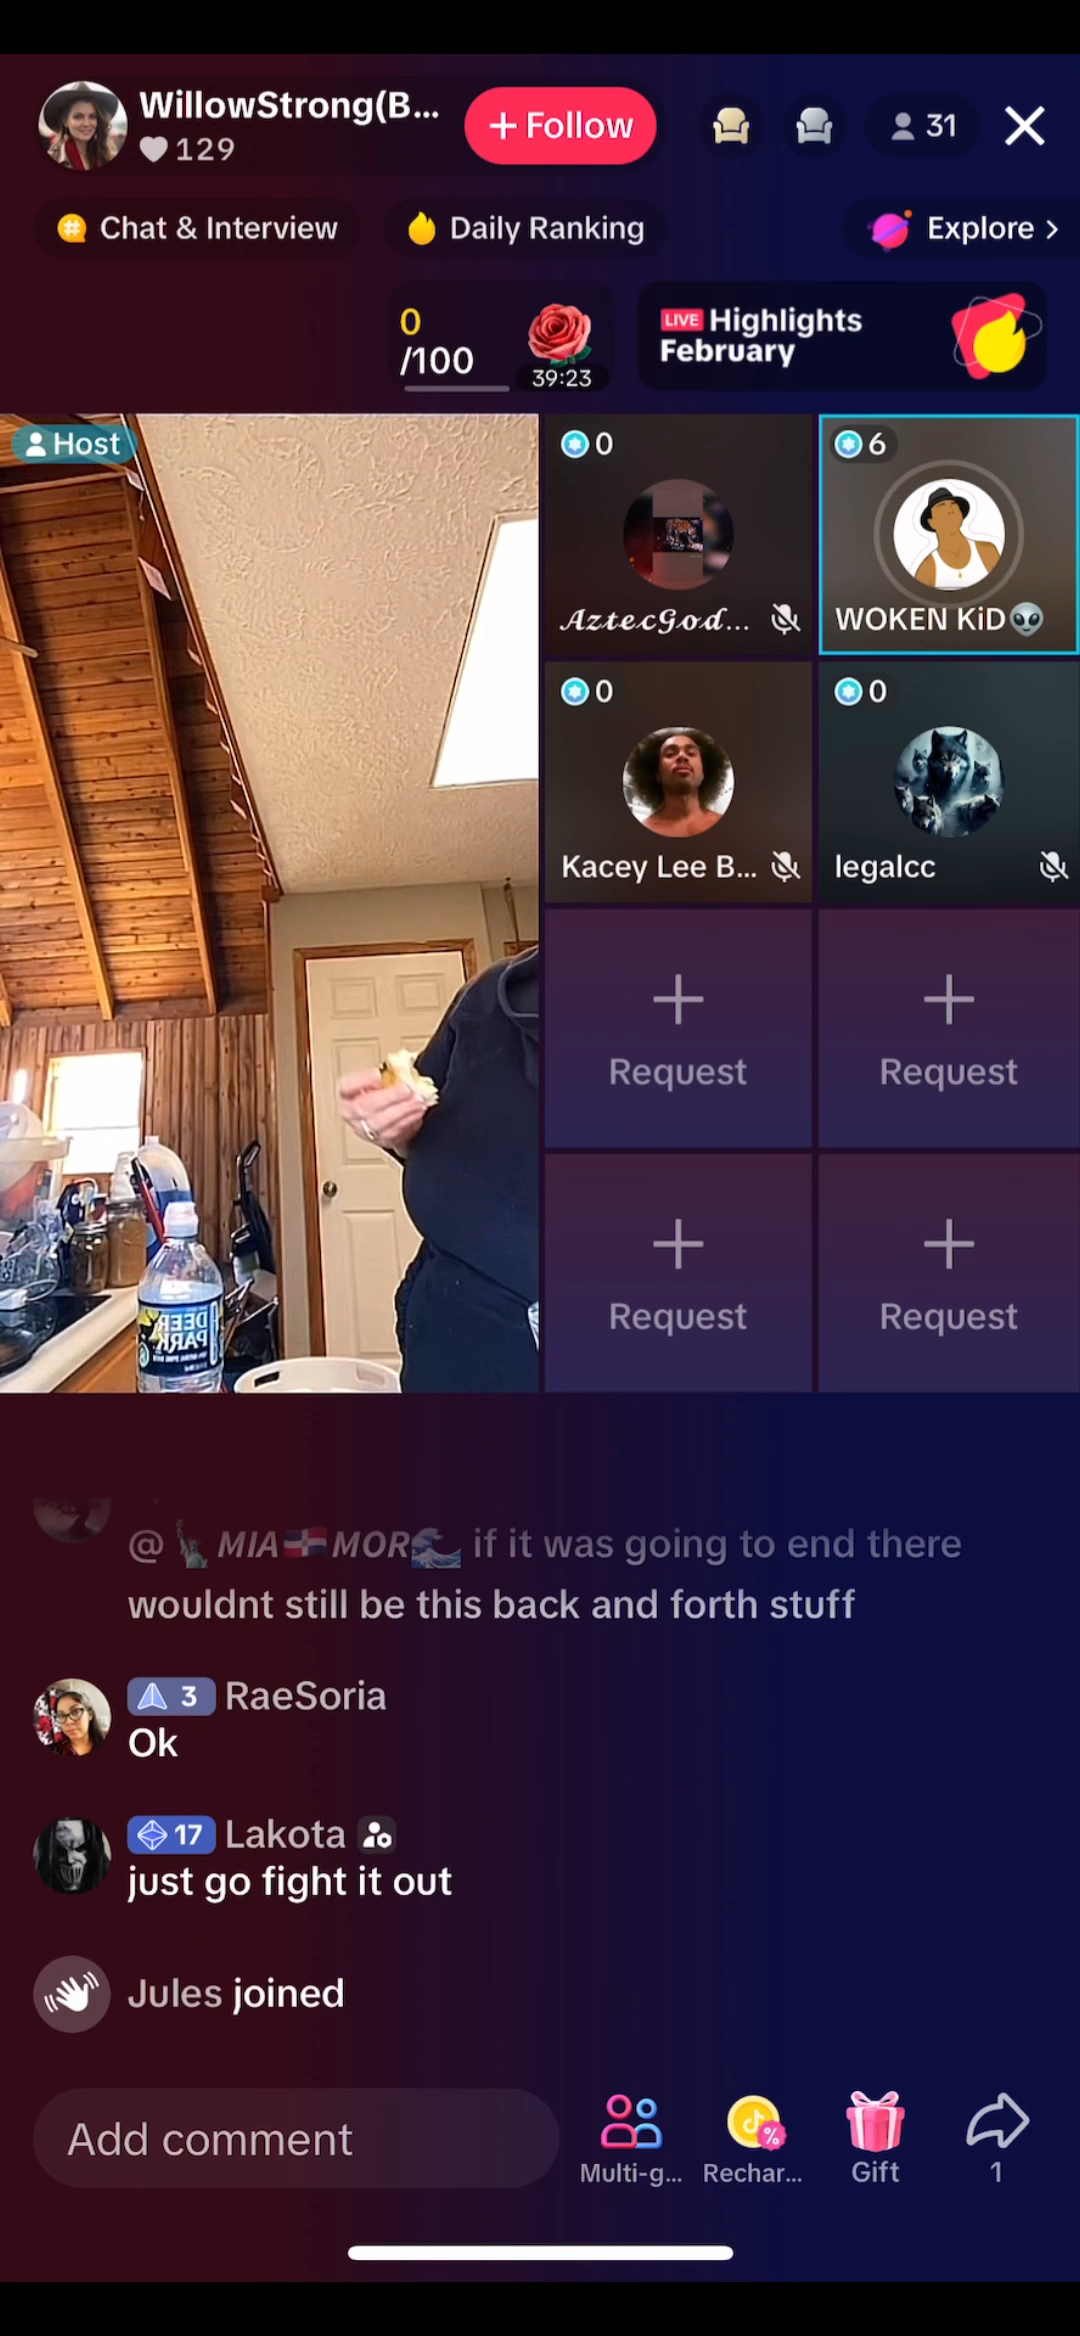 WillowStrong(B...
129
+ Follow
31
Chat & Interview
Daily Ranking
Explore >
0
/100
39:23
LIVE Highlights
February
Host
0
6
AztecGod...
WOKEN KiD👽
0
0
Kacey Lee B...
legalcc
Request
Request
Request
Request
DEER
PARK
@🗽MIA🇩🇴MOR🌊 if it was going to end there
wouldnt still be this back and forth stuff
3 RaeSoria
Ok
17 Lakota
just go fight it out
Jules joined
Add comment
Multi-g...
Rechar...
Gift
1